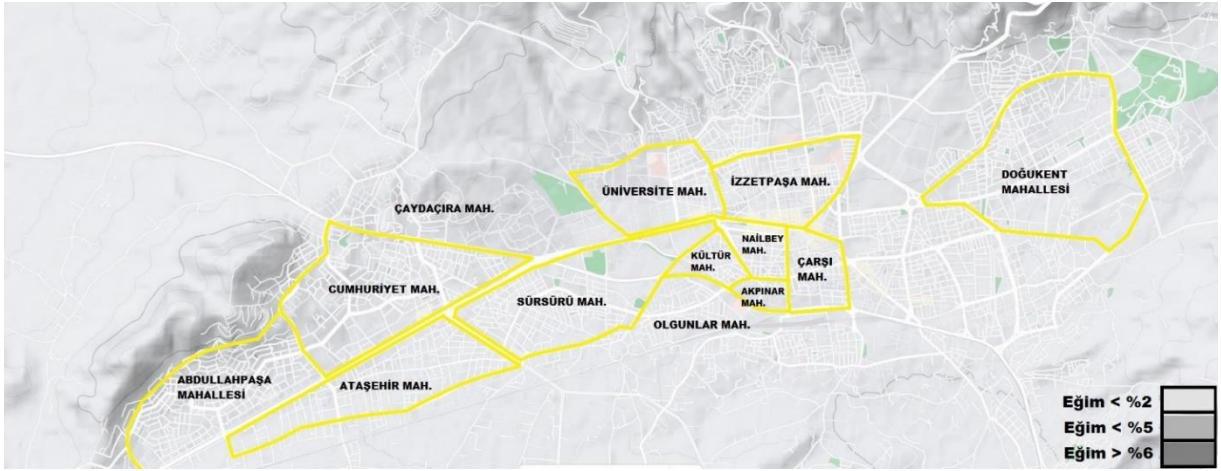 ÜNİVERSİTE MAH.
İZZETPAŞA MAH.
DOĞUKENT
MAHALLESİ
ÇAYDAÇIRA MAH.
NAİLBEY
MAH.
KÜLTÜR
MAH.
ÇARŞI
MAH.
CUMHURİYET MAH.
SÜRSÜRÜ MAH.
AKPINAR
MAH.
OLGUNLAR MAH.
ABDULLAHPAŞA
MAHALLESİ
ATAŞEHİR MAH.
Eğim < %2
Eğim < %5
Eğim > %6